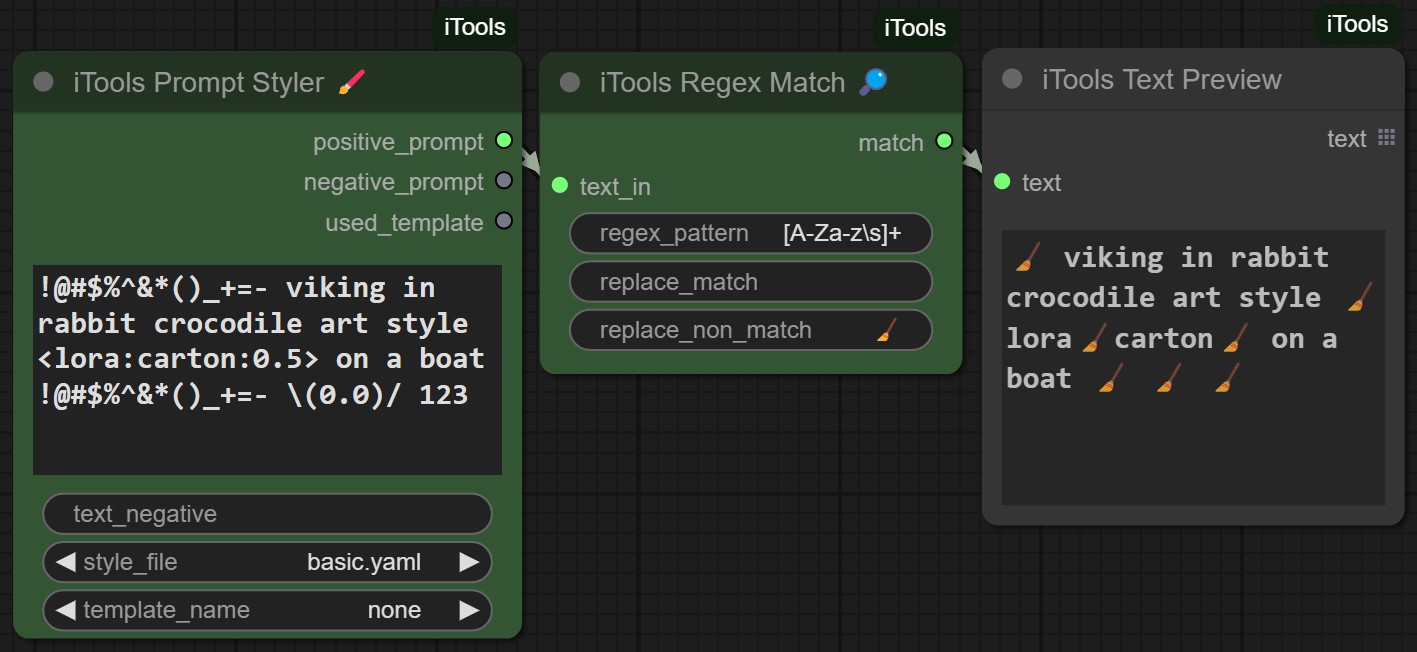 iTools
iTools Prompt Styler 🖌️
positive_prompt
negative_prompt
used_template
!@#$%^&*()_+=- viking in
rabbit crocodile art style
<lora:carton:0.5> on a boat
!@#$%^&*()_+=- \(0.0)/ 123
text_negative
style_file basic.yaml
template_name none
iTools
iTools Regex Match 🔎
match
text_in
regex_pattern [A-Za-z\s]+
replace_match
replace_non_match 🧹
iTools
iTools Text Preview
text
text
🧹 viking in rabbit
crocodile art style 🧹
lora🧹carton🧹 on a
boat 🧹 🧹 🧹